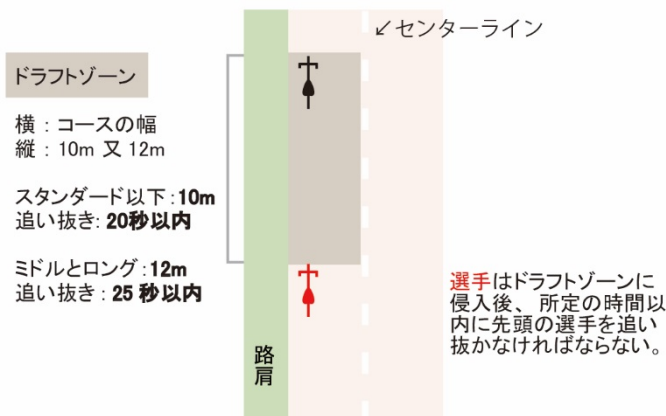 ↙センターライン
ドラフトゾーン
横：コースの幅
縦：10m 又 12m
スタンダード以下：10m
追い抜き：20秒以内
ミドルとロング：12m
追い抜き：25 秒以内
選手はドラフトゾーンに
侵入後、所定の時間以
内に先頭の選手を追い
抜かなければならない。
路
肩